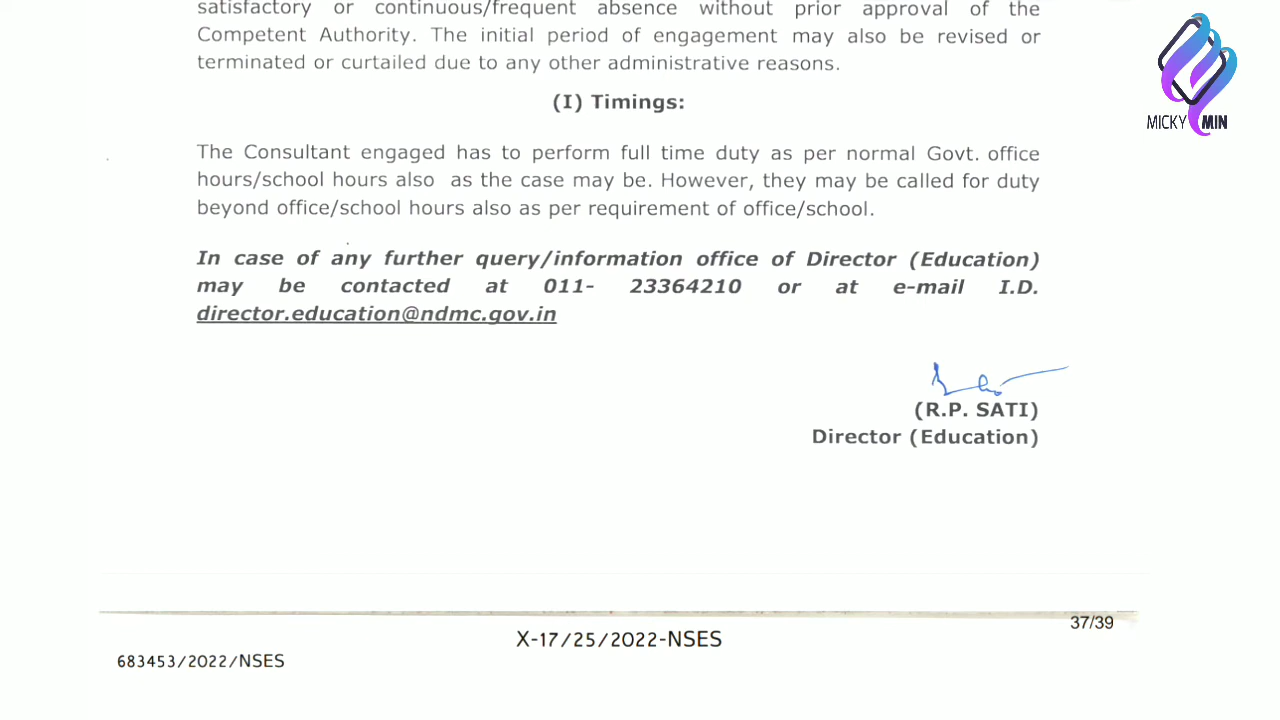 satisfactory or continuous/frequent absence without prior approval of the
Competent Authority. The initial period of engagement may also be revised or
terminated or curtailed due to any other administrative reasons.
(I) Timings:
The Consultant engaged has to perform full time duty as per normal Govt. office
hours/school hours also as the case may be. However, they may be called for duty
beyond office/school hours also as per requirement of office/school.
In case of any further query/information office of Director (Education)
may be contacted at 011- 23364210 or at e-mail I.D.
director.education@ndmc.gov.in
(R.P. SATI)
Director (Education)
37/39
X-17/25/2022-NSES
683453/2022/NSES
MICKY MIN